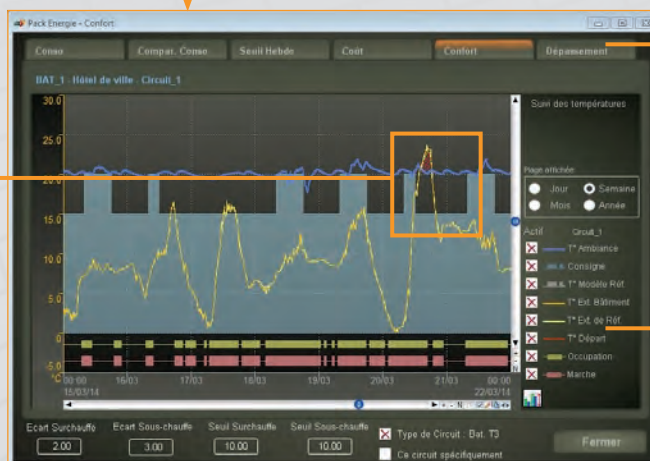 Pack Energie - Confort
Conso Compar. Conso Seuil Hebdo Coût Confort Dépassement
BAT_1 - Hôtel de ville - Circuit_1
Suivi des températures
30.0
25.0
20.0
15.0
10.0
5.0
0
-5.0
°C
Plage affichée
Jour Semaine
Mois Année
Actif Circuit_1
T° Ambiance
Consigne
T° Modèle Réf.
T° Ext. Bâtiment
T° Ext. de Réf.
T° Départ
Occupation
Marche
00:00 16/03 17/03 18/03 19/03 20/03 21/03 00:00
15/03/14 22/03/14
Ecart Surchauffe Ecart Sous-chauffe Seuil Surchauffe Seuil Sous-chauffe
2.00 3.00 10.00 10.00
Type de Circuit : Bat. T3
Ce circuit spécifiquement
Fermer